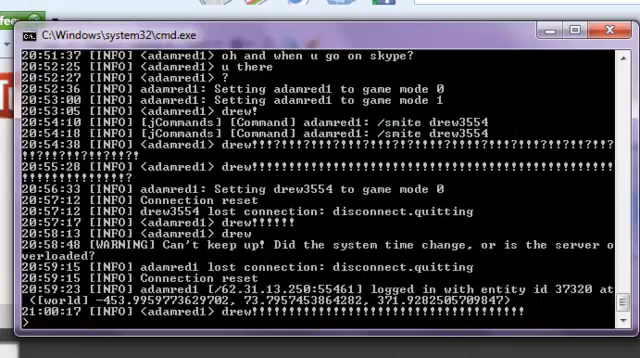 C:\Windows\system32\cmd.exe
20:51:37 [INFO] <adamred1> oh and when u go on skype?
20:52:25 [INFO] <adamred1> u there
20:52:27 [INFO] <adamred1> ?
20:52:36 [INFO] adamred1: Setting adamred1 to game mode 0
20:53:00 [INFO] adamred1: Setting adamred1 to game mode 1
20:53:05 [INFO] <adamred1> drew!
20:54:10 [INFO] [jCommands] [Command] adamred1: /smite drew3554
20:54:18 [INFO] [jCommands] [Command] adamred1: /smite drew3554
20:54:38 [INFO] <adamred1>
20:55:28 [INFO] <adamred1>
20:56:33 [INFO] adamred1: Setting drew3554 to game mode 0
20:57:12 [INFO] Connection reset
20:57:12 [INFO] drew3554 lost connection: disconnect.quitting
20:57:17 [INFO] <adamred1> drew!!!!!!
20:58:13 [INFO] <adamred1> drew
20:58:48 [WARNING] Can't keep up! Did the system time change, or is the server o
verloaded?
20:59:15 [INFO] adamred1 lost connection: disconnect.quitting
20:59:15 [INFO] Connection reset
20:59:23 [INFO] adamred1 [/62.31.13.250:55461] logged in with entity id 37320 at
([world] -453.9959773629702, 73.7957453864282, 371.9282505709847)
21:00:17 [INFO] <adamred1>
>